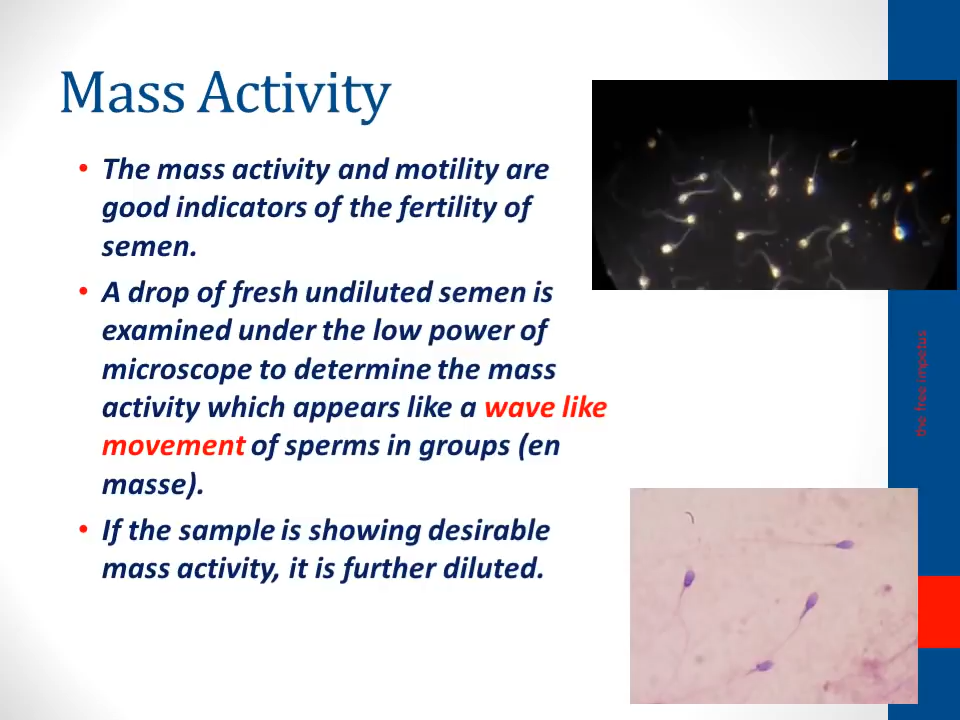 Mass Activity
• The mass activity and motility are
good indicators of the fertility of
semen.
• A drop of fresh undiluted semen is
examined under the low power of
microscope to determine the mass
activity which appears like a wave like
movement of sperms in groups (en
masse).
• If the sample is showing desirable
mass activity, it is further diluted.
the free impetus